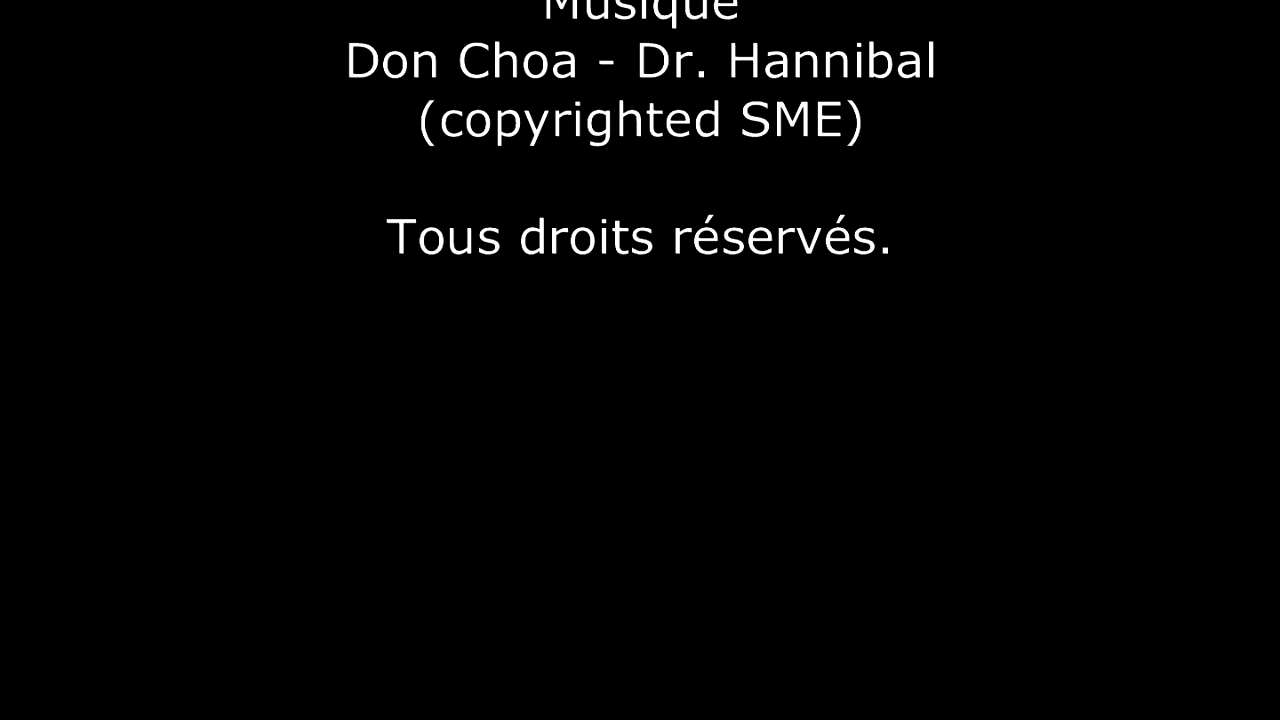 Musique
Don Choa - Dr. Hannibal
(copyrighted SME)
Tous droits réservés.